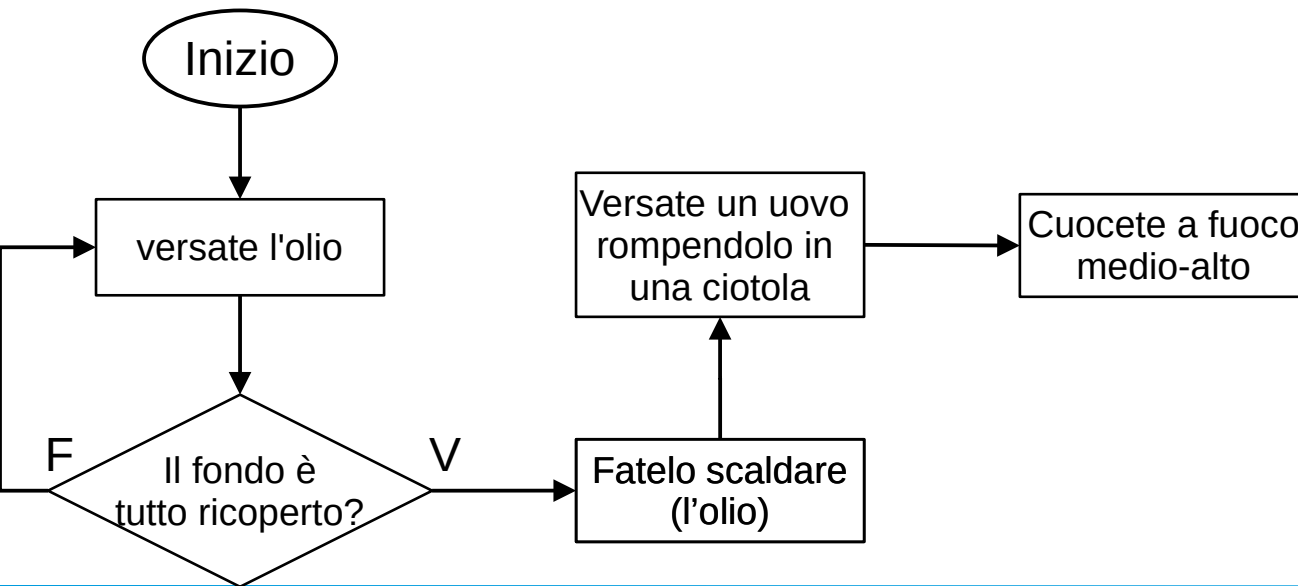 Inizio
versate l'olio
Il fondo è
tutto ricoperto?
F
V
Fatelo scaldare
(l’olio)
Versate un uovo
rompendolo in
una ciotola
Cuocete a fuoco
medio-alto